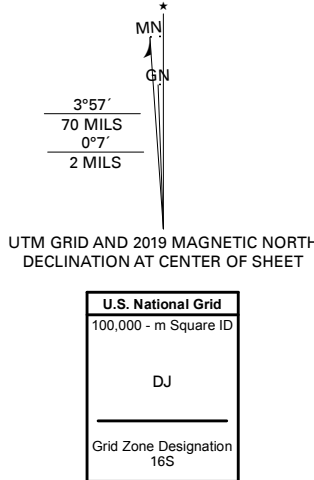 ★
MN
GN
3°57´
70 MILS
0°7´
2 MILS
UTM GRID AND 2019 MAGNETIC NORTH
DECLINATION AT CENTER OF SHEET
U.S. National Grid
100,000 - m Square ID
DJ
Grid Zone Designation
16S